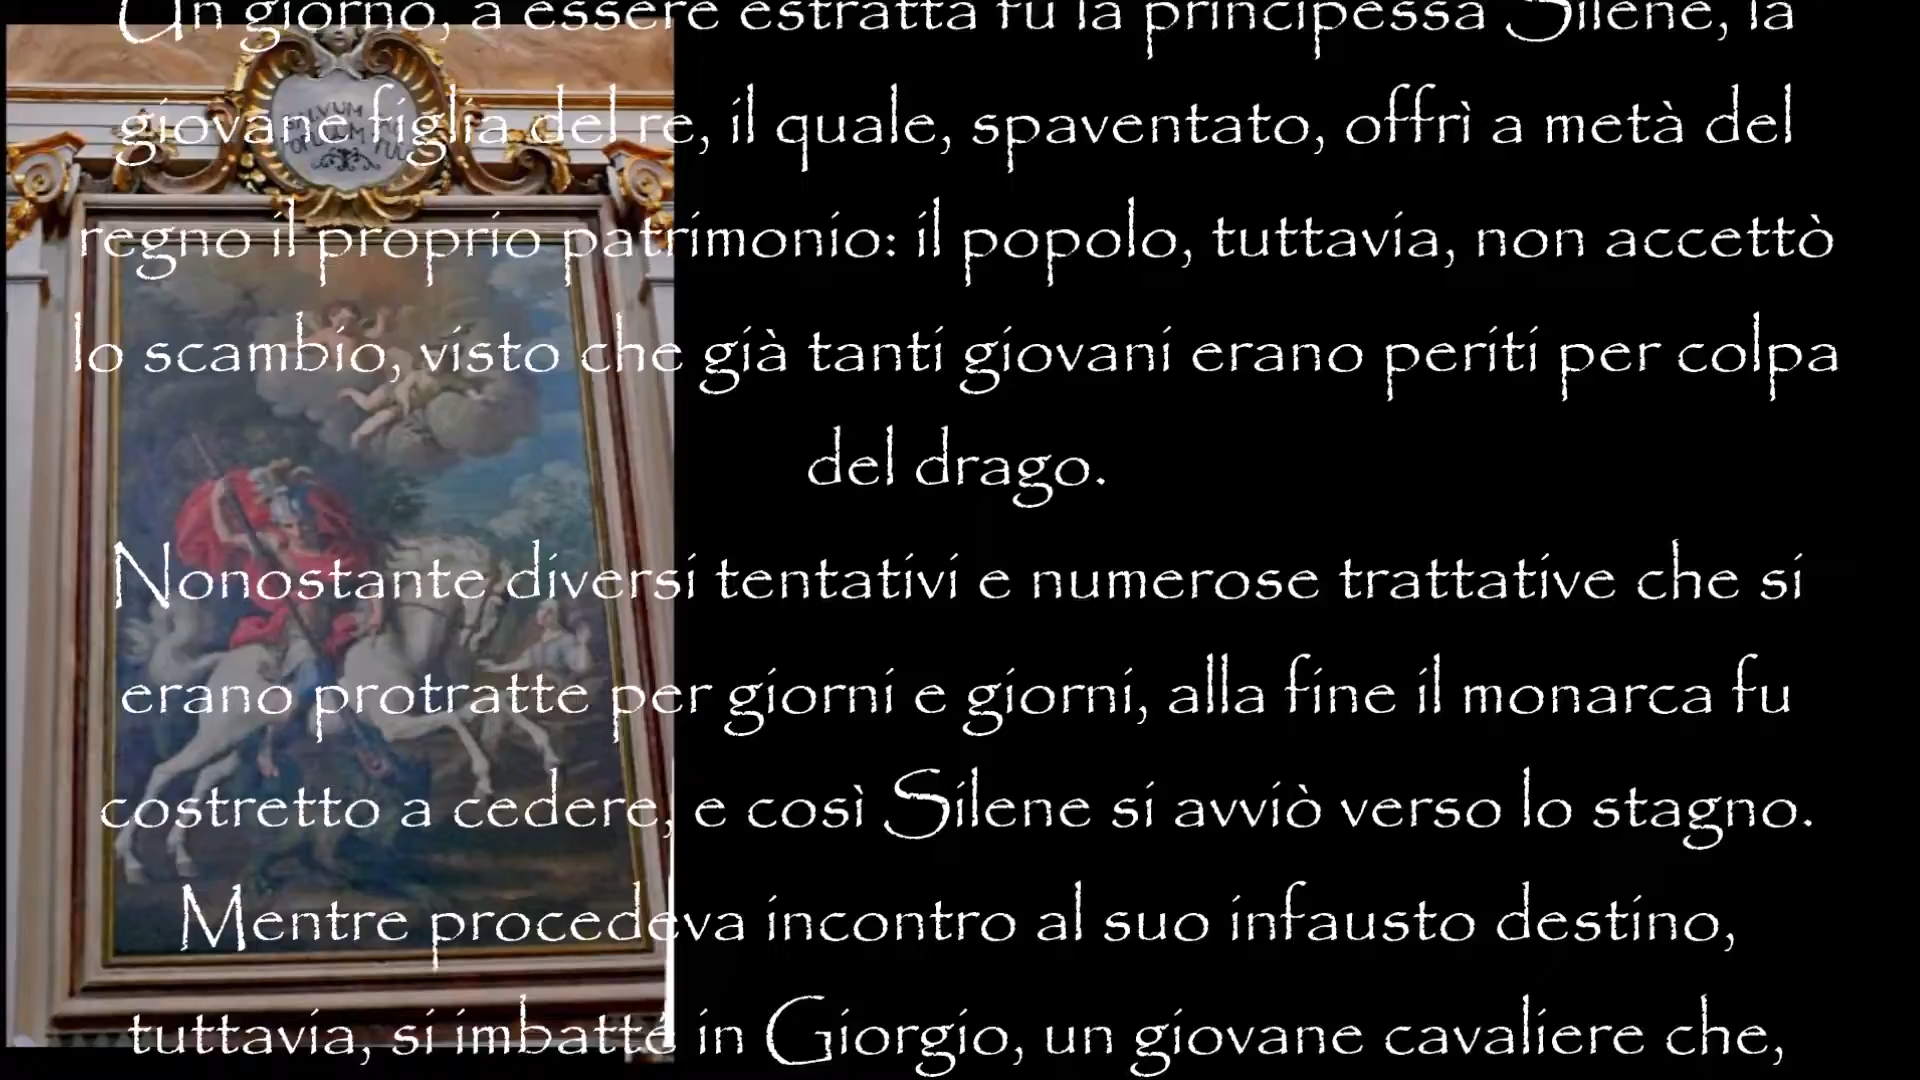 Un giorno, a essere estratta fu la principessa Silene, la
giovane figlia del re, il quale, spaventato, offrì a metà del
regno il proprio patrimonio: il popolo, tuttavia, non accettò
lo scambio, visto che già tanti giovani erano periti per colpa
del drago.
Nonostante diversi tentativi e numerose trattative che si
erano protratte per giorni e giorni, alla fine il monarca fu
costretto a cedere, e così Silene si avviò verso lo stagno.
Mentre procedeva incontro al suo infausto destino,
tuttavia, si imbatté in Giorgio, un giovane cavaliere che,